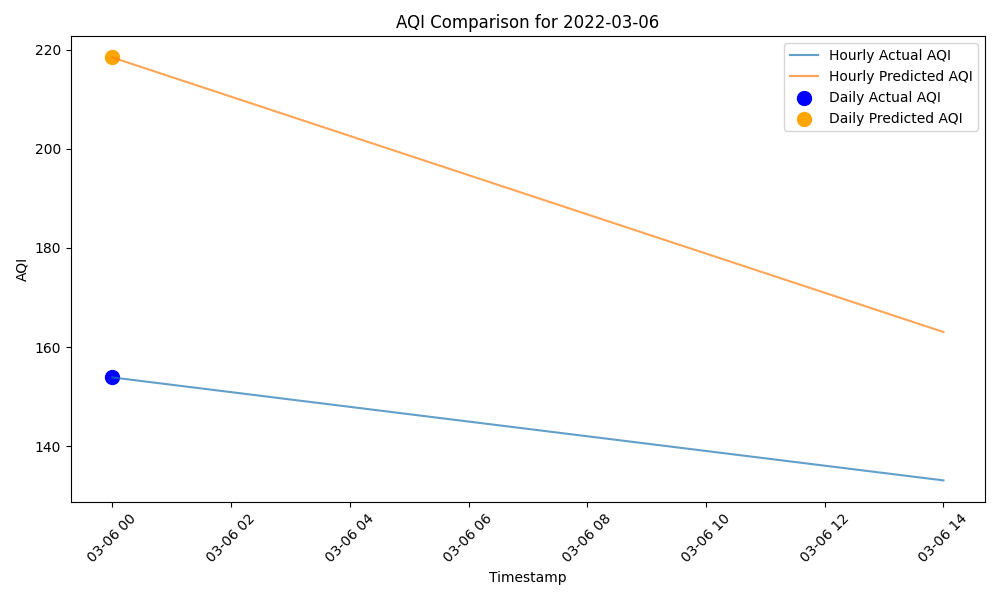 AQI Comparison for 2022-03-06
Hourly Actual AQI
Hourly Predicted AQI
Daily Actual AQI
Daily Predicted AQI
AQI
220
200
180
160
140
03-06 00
03-06 02
03-06 04
03-06 06
03-06 08
03-06 10
03-06 12
03-06 14
Timestamp